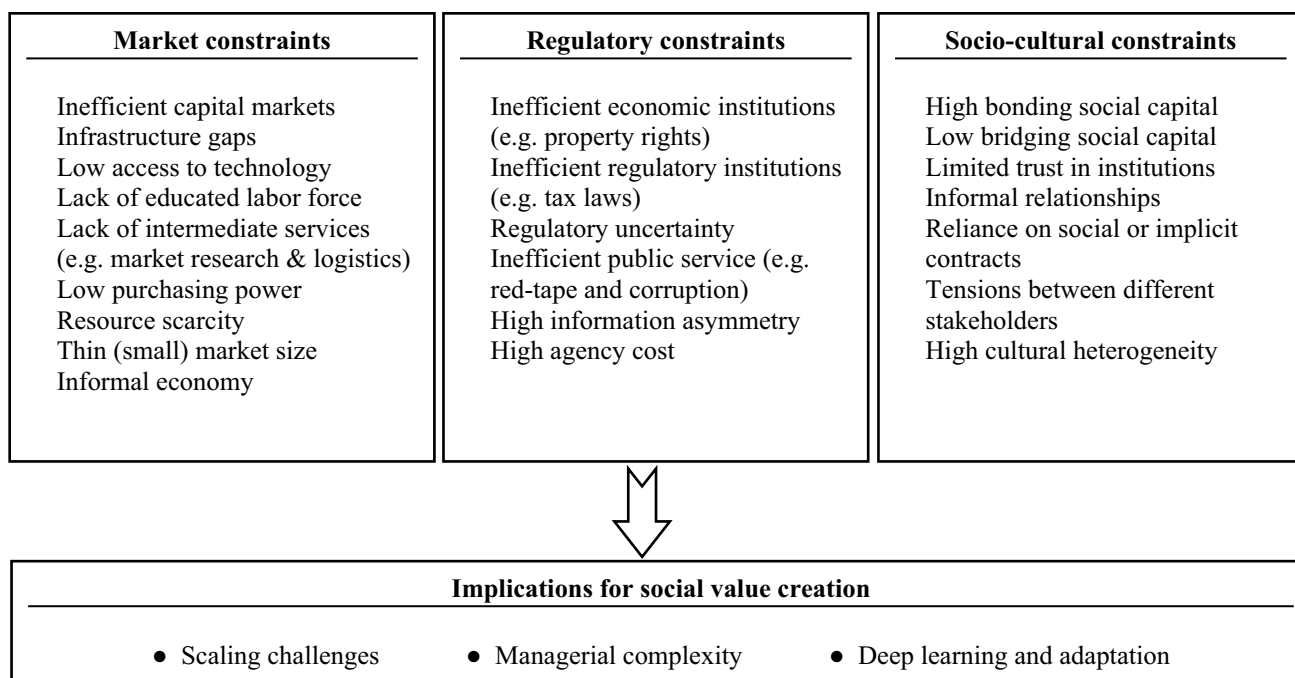 Market constraints
Inefficient capital markets
Infrastructure gaps
Low access to technology
Lack of educated labor force
Lack of intermediate services
(e.g. market research & logistics)
Low purchasing power
Resource scarcity
Thin (small) market size
Informal economy
Regulatory constraints
Inefficient economic institutions
(e.g. property rights)
Inefficient regulatory institutions
(e.g. tax laws)
Regulatory uncertainty
Inefficient public service (e.g.
red-tape and corruption)
High information asymmetry
High agency cost
Socio-cultural constraints
High bonding social capital
Low bridging social capital
Limited trust in institutions
Informal relationships
Reliance on social or implicit
contracts
Tensions between different
stakeholders
High cultural heterogeneity
Implications for social value creation
● Scaling challenges ● Managerial complexity ● Deep learning and adaptation